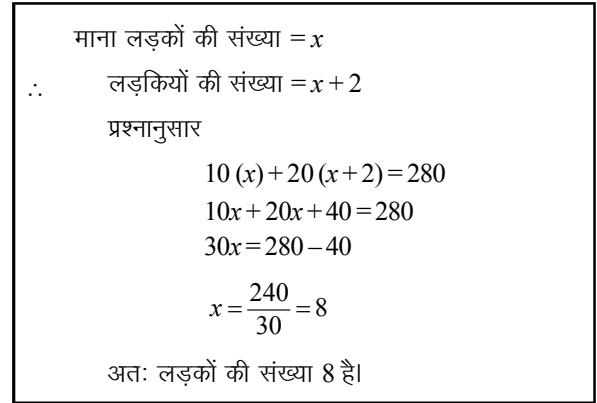 माना लड़कों की संख्या = x
∴ लड़कियों की संख्या = x + 2
प्रश्नानुसार
10 (x) + 20 (x + 2) = 280
10x + 20x + 40 = 280
30x = 280 – 40
x = 240/30 = 8
अतः लड़कों की संख्या 8 है।